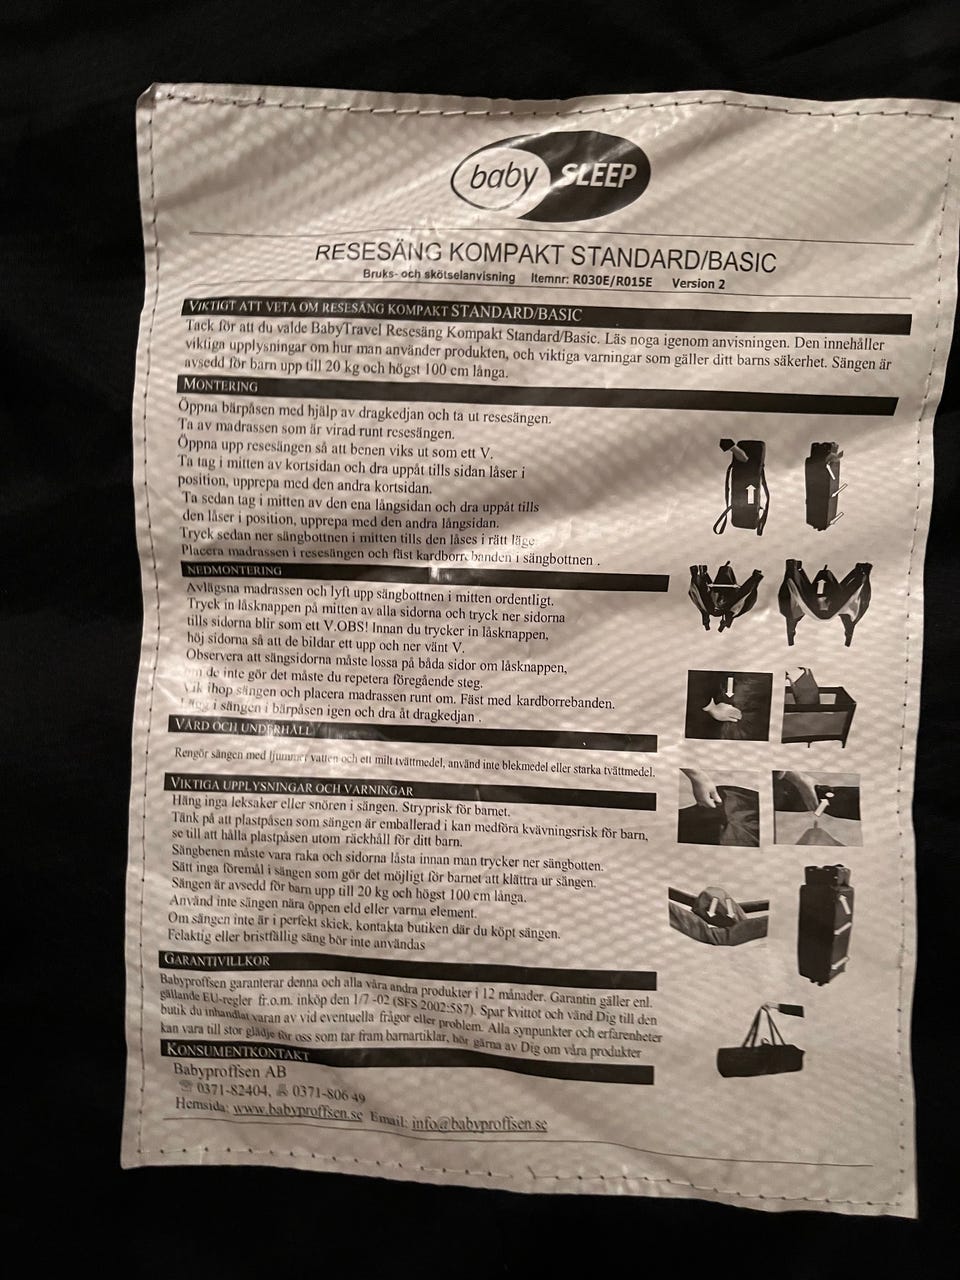 baby SLEEP
RESESÄNG KOMPAKT STANDARD/BASIC
Bruks- och skötselanvisning Itemnr: R030E/R015E Version 2
VIKTIGT ATT VETA OM RESESÄNG KOMPAKT STANDARD/BASIC
Tack för att du valde BabyTravel Resesäng Kompakt Standard/Basic. Läs noga igenom anvisningen. Den innehåller
viktiga upplysningar om hur man använder produkten, och viktiga varningar som gäller ditt barns säkerhet. Sängen är
avsedd för barn upp till 20 kg och högst 100 cm långa.
MONTERING
Öppna bärpåsen med hjälp av dragkedjan och ta ut resesängen.
Ta av madrassen som är virad runt resesängen.
Öppna upp resesängen så att benen viks ut som ett V.
Ta tag i mitten av kortsidan och dra uppåt tills sidan låser i
position, upprepa med den andra kortsidan.
Ta sedan tag i mitten av den ena långsidan och dra uppåt tills
den låser i position, upprepa med den andra långsidan.
Tryck sedan ner sängbottnen i mitten tills den låses i rätt läge
Placera madrassen i resesängen och fäst kardborrebanden i sängbottnen .
NEDMONTERING
Avlägsna madrassen och lyft upp sängbottnen i mitten ordentligt.
Tryck in låsknappen på mitten av alla sidorna och tryck ner sidorna
tills sidorna blir som ett V.OBS! Innan du trycker in låsknappen,
höj sidorna så att de bildar ett upp och ner vänt V.
Observera att sängsidorna måste lossa på båda sidor om låsknappen,
om de inte gör det måste du repetera föregående steg.
Vik ihop sängen och placera madrassen runt om. Fäst med kardborrebanden.
Lägg i sängen i bärpåsen igen och dra åt dragkedjan .
VÅRD OCH UNDERHÅLL
Rengör sängen med ljummet vatten och ett milt tvättmedel, använd inte blekmedel eller starka tvättmedel.
VIKTIGA UPPLYSNINGAR OCH VARNINGAR
Häng inga leksaker eller snören i sängen. Stryprisk för barnet.
Tänk på att plastpåsen som sängen är emballerad i kan medföra kvävningsrisk för barn,
se till att hålla plastpåsen utom räckhåll för ditt barn.
Sängbenen måste vara raka och sidorna låsta innan man trycker ner sängbotten.
Sätt inga föremål i sängen som gör det möjligt för barnet att klättra ur sängen.
Sängen är avsedd för barn upp till 20 kg och högst 100 cm långa.
Använd inte sängen nära öppen eld eller varma element.
Om sängen inte är i perfekt skick, kontakta butiken där du köpt sängen.
Felaktig eller bristfällig säng bör inte användas
GARANTIVILLKOR
Babyproffsen garanterar denna och alla våra andra produkter i 12 månader. Garantin gäller enl.
gällande EU-regler fr.o.m. inköp den 1/7 -02 (SFS 2002:587). Spar kvittot och vänd Dig till den
butik du inhandlat varan av vid eventuella frågor eller problem. Alla synpunkter och erfarenheter
kan vara till stor glädje för oss som tar fram barnartiklar, hör gärna av Dig om våra produkter
KONSUMENTKONTAKT
Babyproffsen AB
0371-82404, 0371-806 49
Hemsida: www.babyproffsen.se Email: info@babyproffsen.se